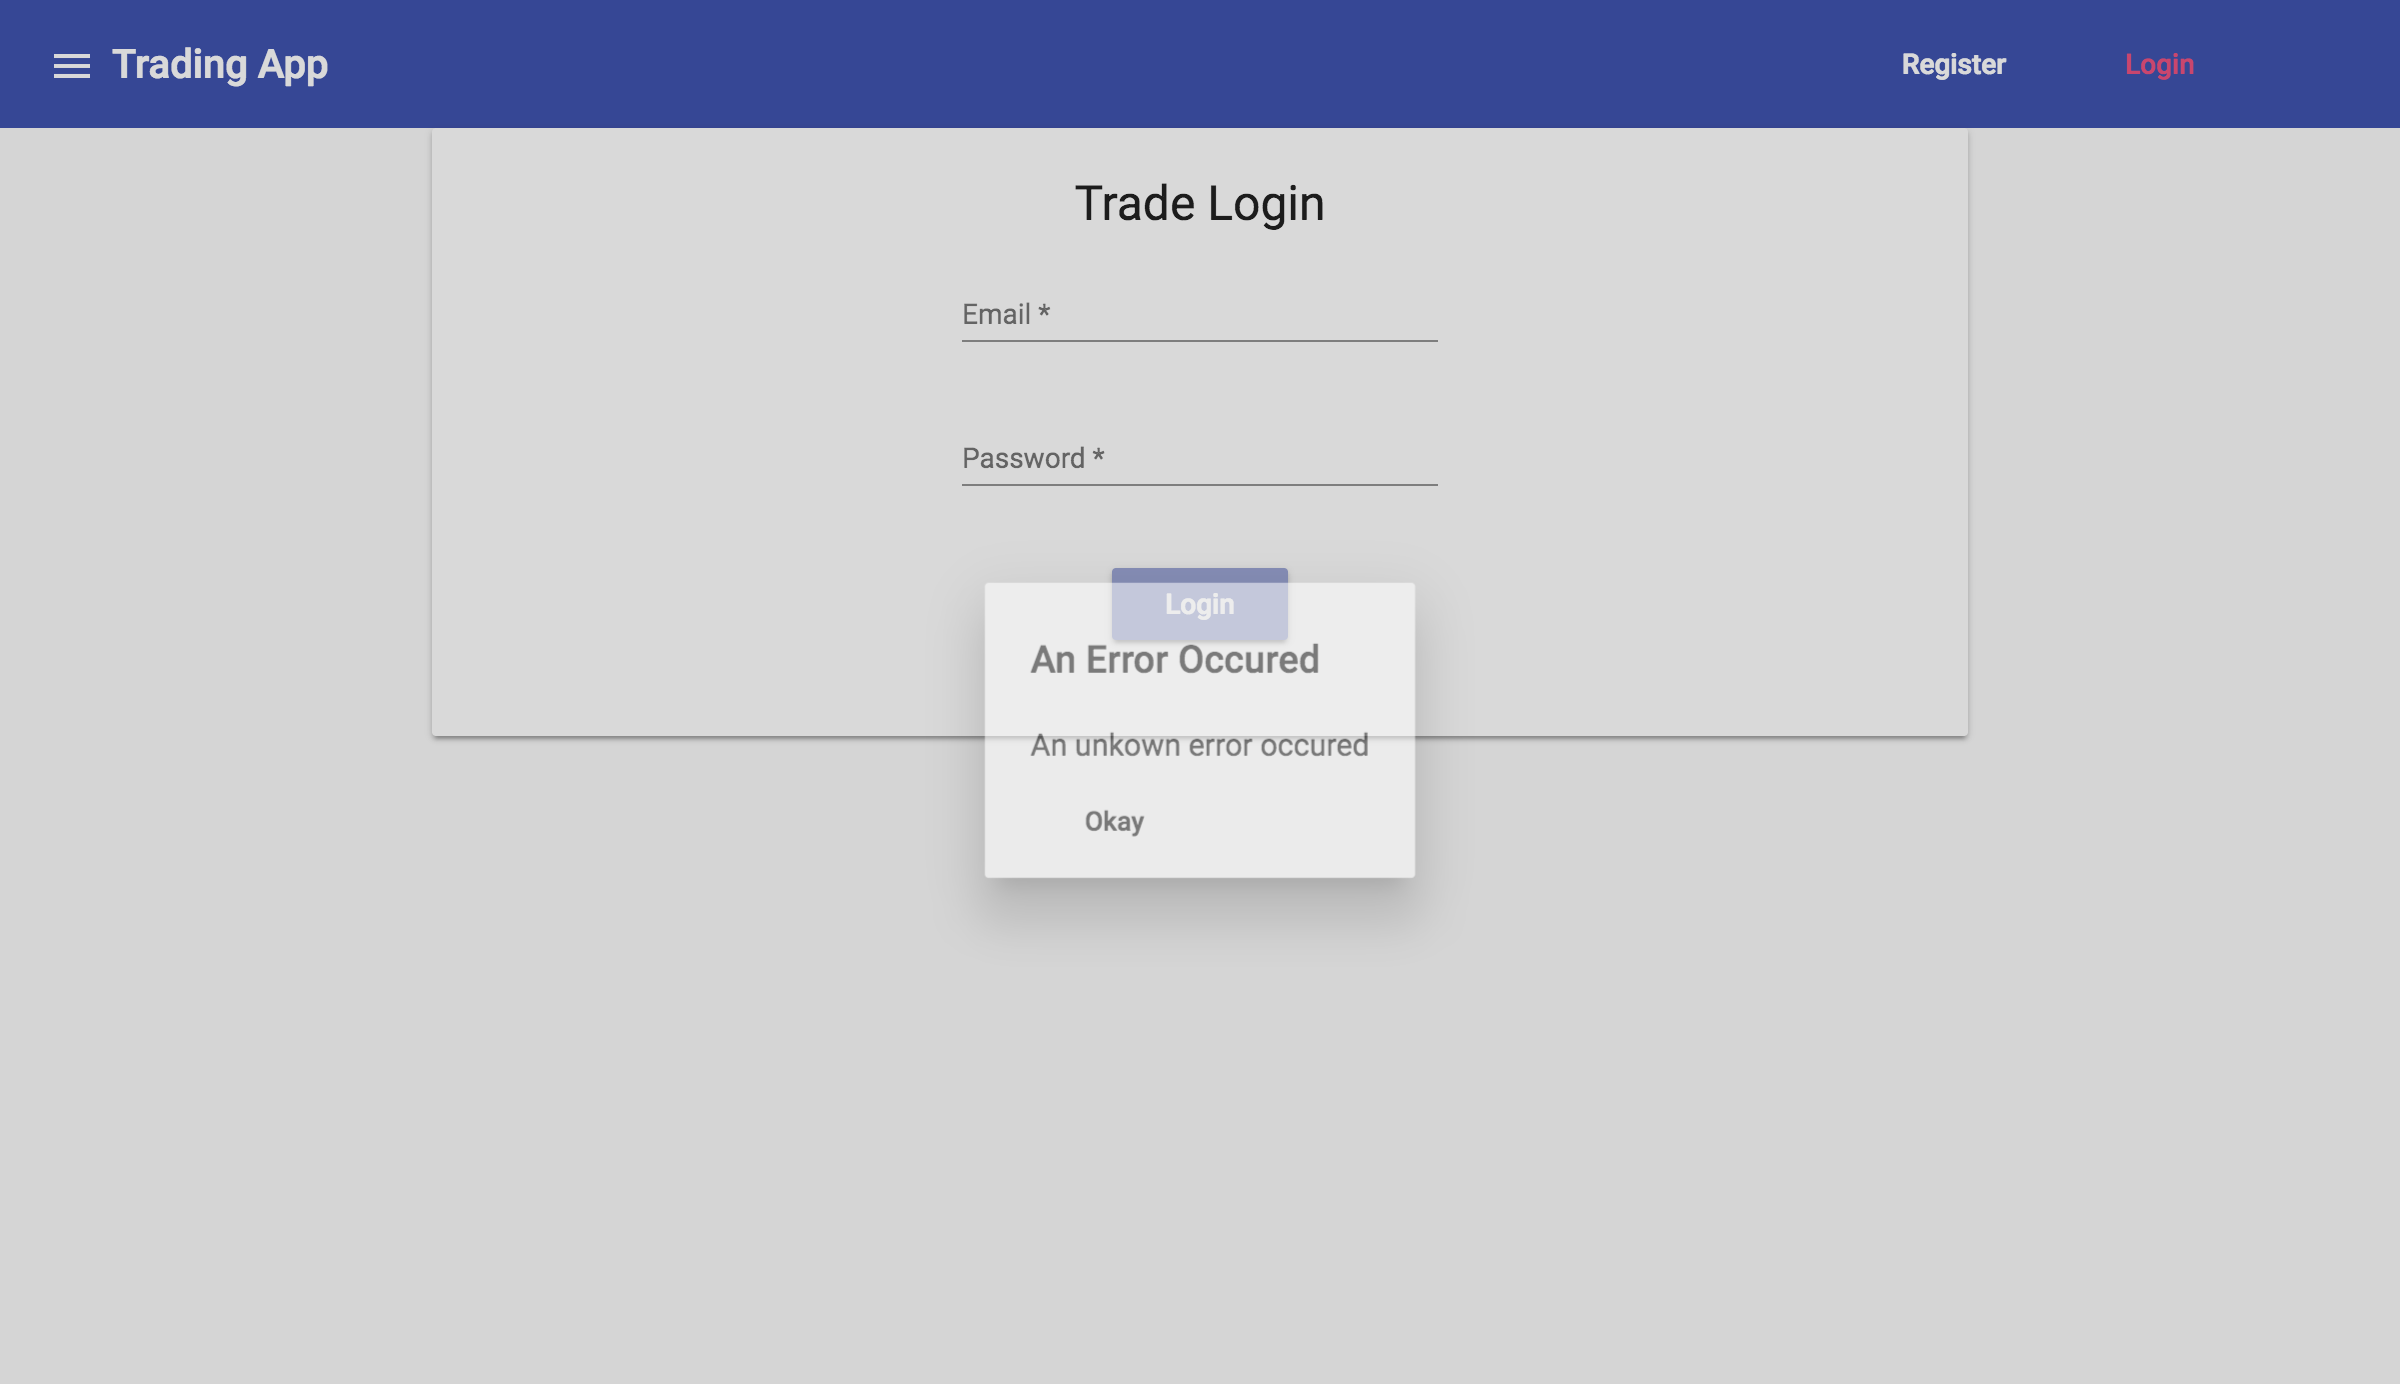 Trading App
Register
Login
Trade Login
Email *
Password *
Login
An Error Occured
An unkown error occured
Okay